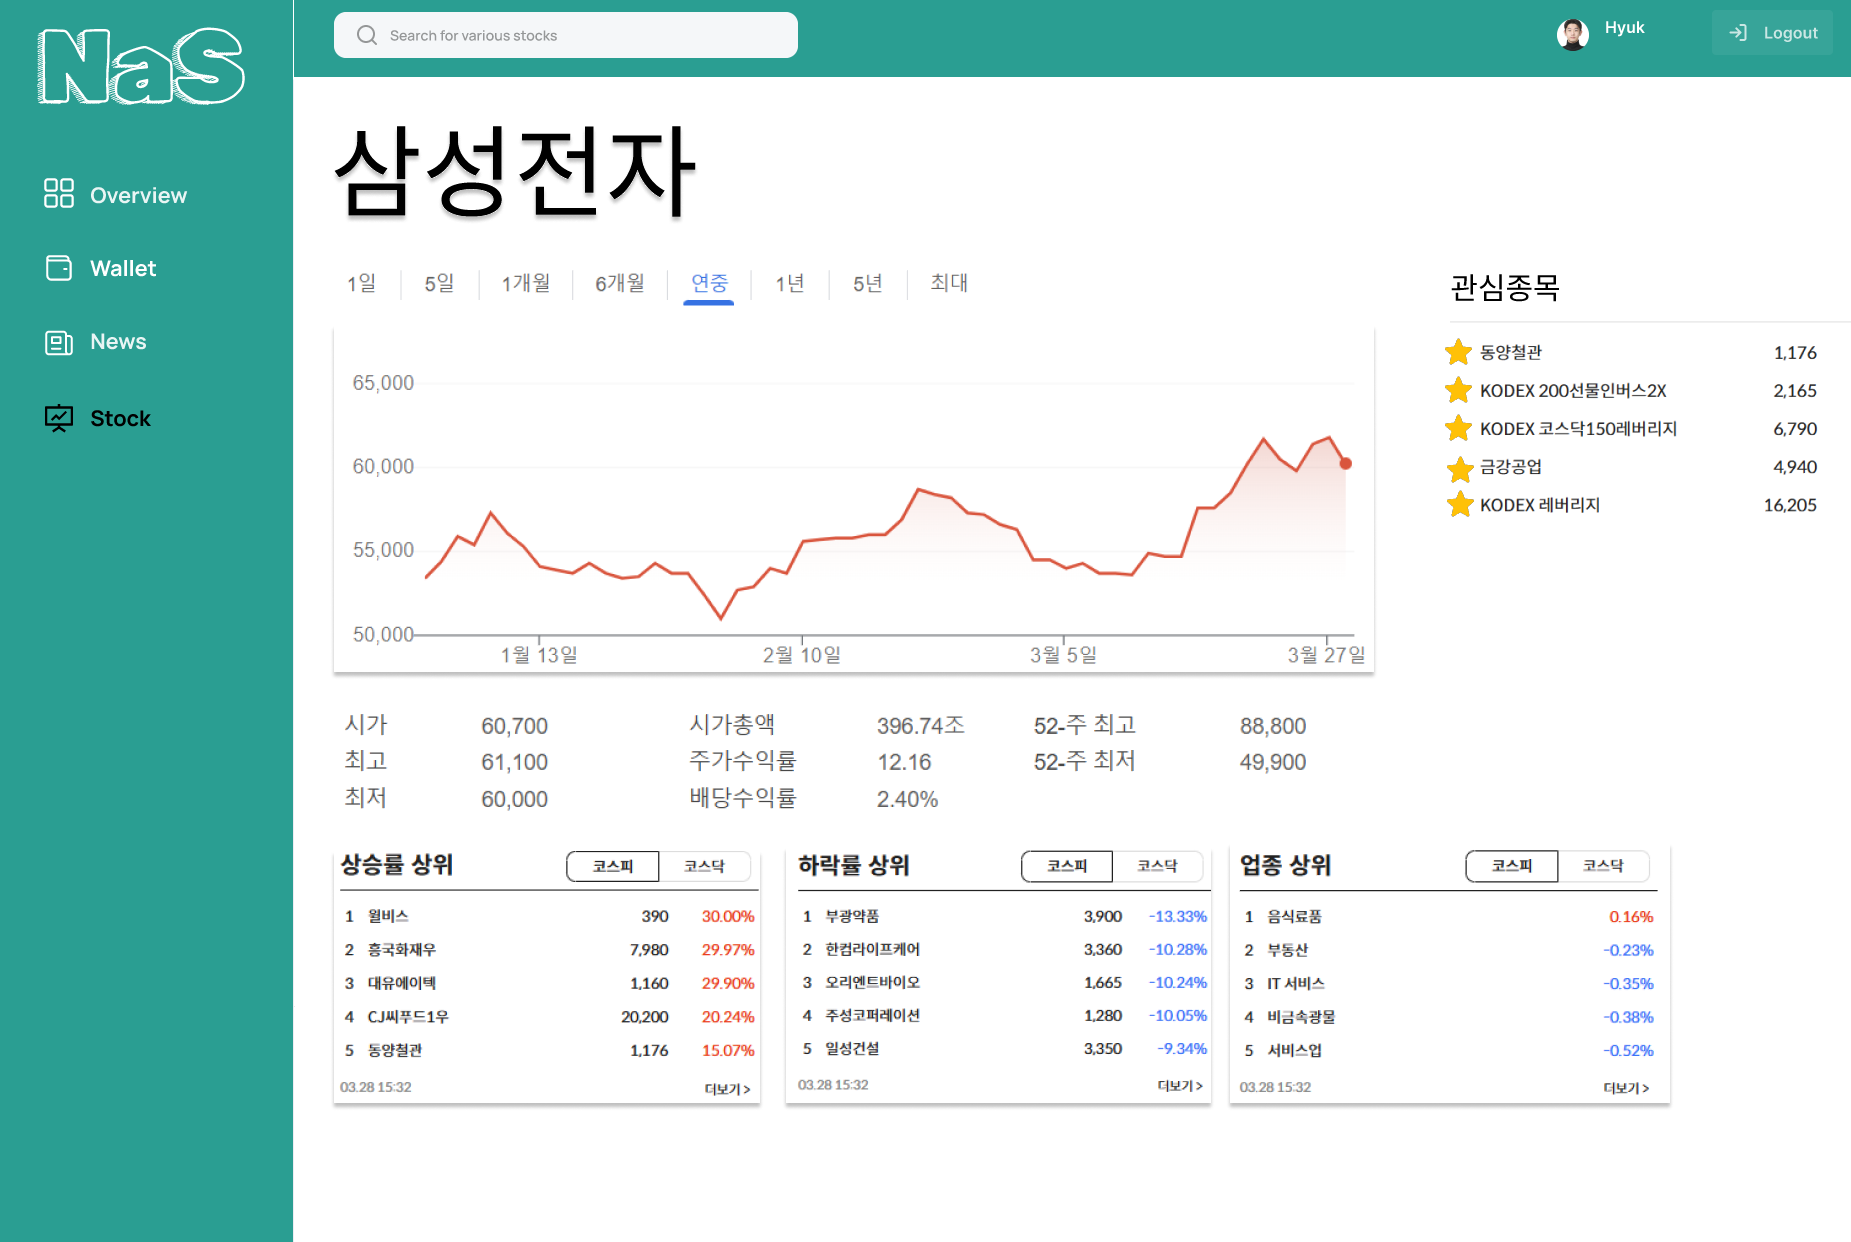 NaS
Search for various stocks
Hyuk
Logout
Overview
Wallet
News
Stock
삼성전자
1일 5일 1개월 6개월 연중 1년 5년 최대
65,000
60,000
55,000
50,000
1월 13일 2월 10일 3월 5일 3월 27일
관심종목
동양철관 1,176
KODEX 200선물인버스2X 2,165
KODEX 코스닥150레버리지 6,790
금강공업 4,940
KODEX 레버리지 16,205
시가 60,700 시가총액 396.74조 52-주 최고 88,800
최고 61,100 주가수익률 12.16 52-주 최저 49,900
최저 60,000 배당수익률 2.40%
상승률 상위 코스피 코스닥
1 윌비스 390 30.00%
2 흥국화재우 7,980 29.97%
3 대유에이텍 1,160 29.90%
4 CJ씨푸드1우 20,200 20.24%
5 동양철관 1,176 15.07%
03.28 15:32 더보기 >
하락률 상위 코스피 코스닥
1 부광약품 3,900 -13.33%
2 한컴라이프케어 3,360 -10.28%
3 오리엔트바이오 1,665 -10.24%
4 주성코퍼레이션 1,280 -10.05%
5 일성건설 3,350 -9.34%
03.28 15:32 더보기 >
업종 상위 코스피 코스닥
1 음식료품 0.16%
2 부동산 -0.23%
3 IT 서비스 -0.35%
4 비금속광물 -0.38%
5 서비스업 -0.52%
03.28 15:32 더보기 >